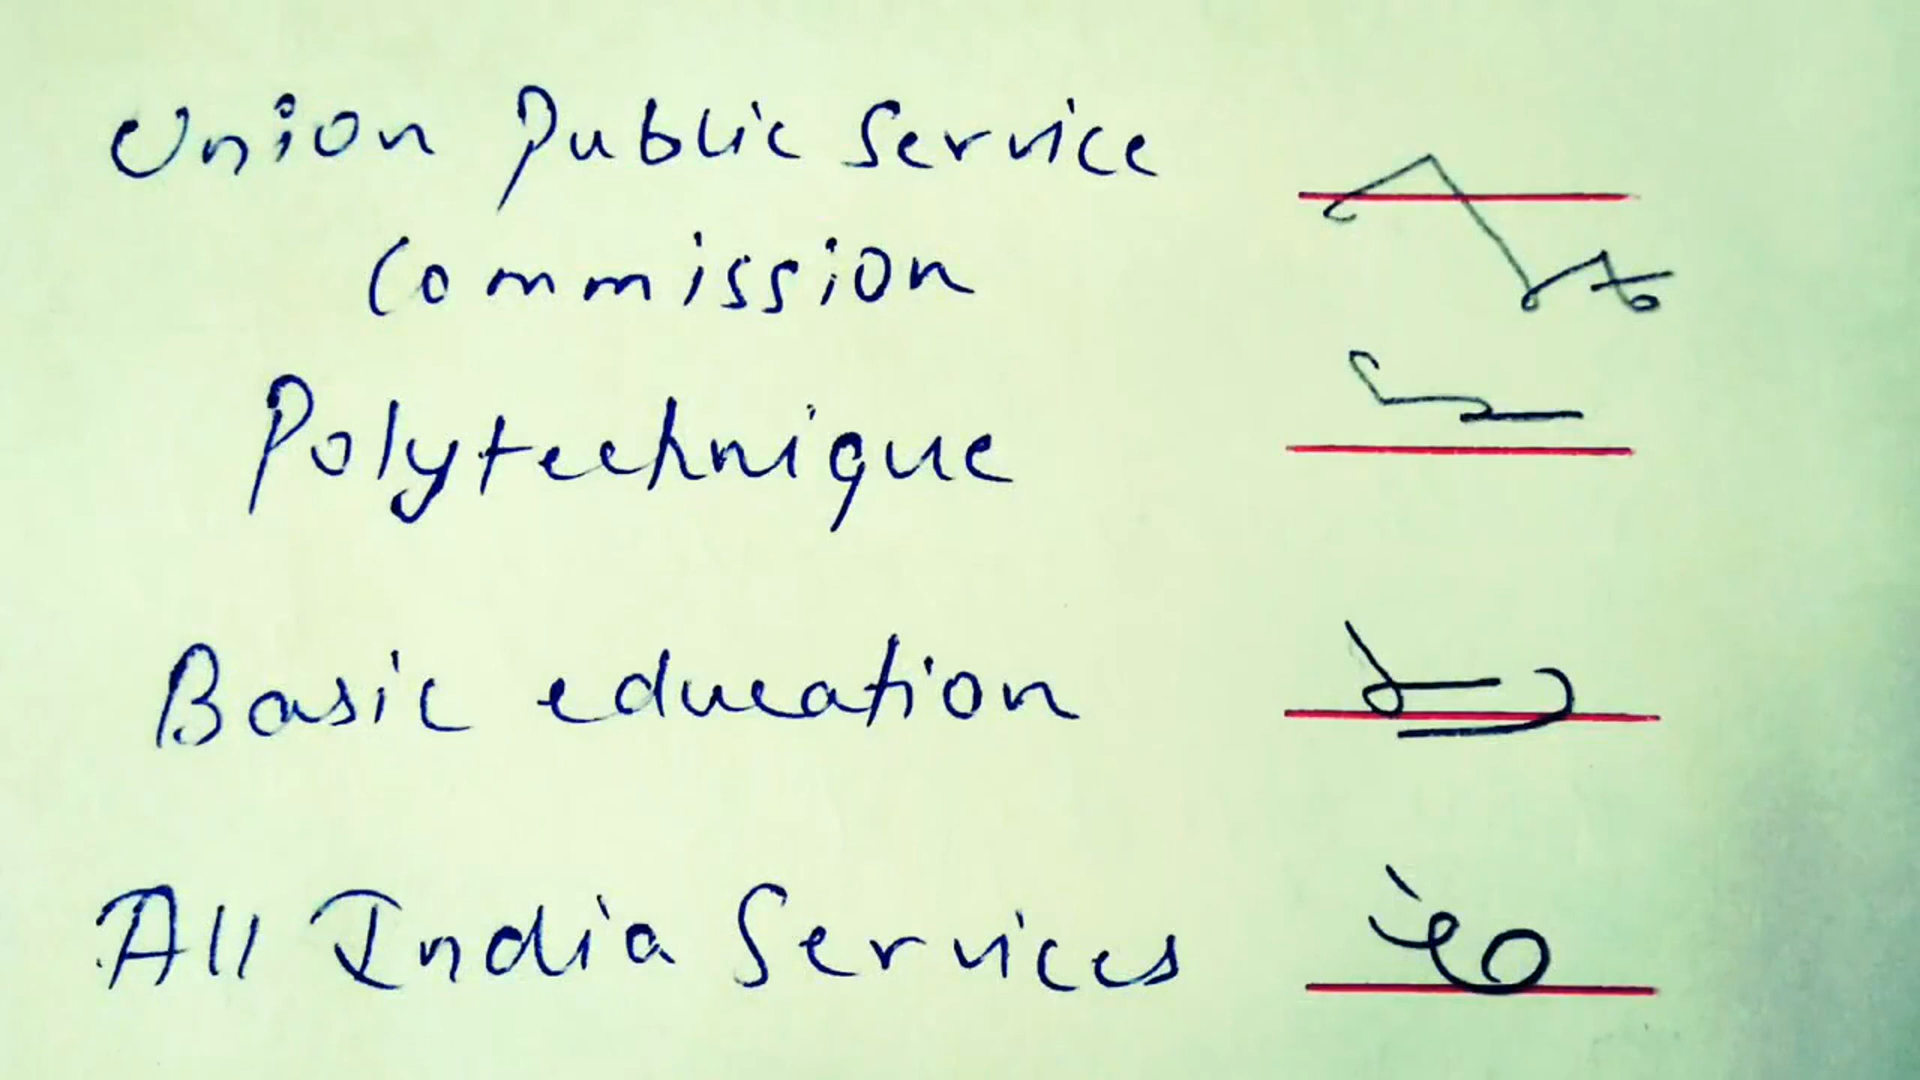 Union Public Service
Commission
Polytechnique
Basic education
All India Services